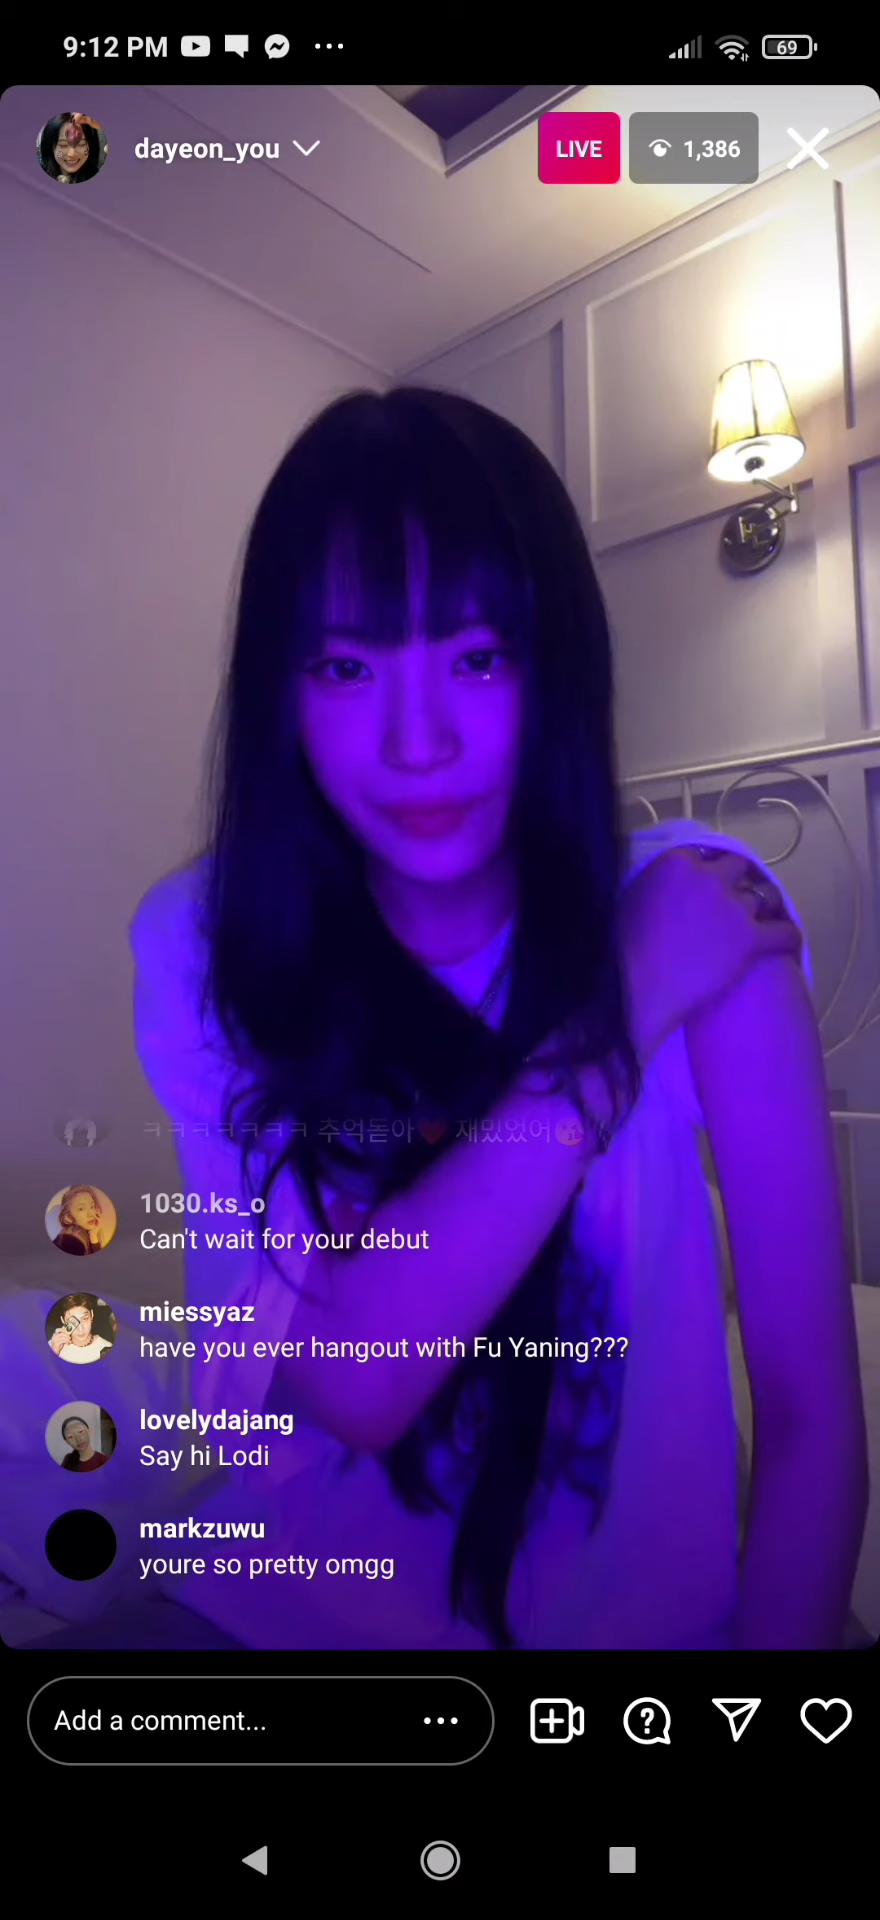 9:12 PM
69
dayeon_you
LIVE
1,386
ㅋㅋㅋㅋㅋㅋㅋ 추억돋아❤️ 재밌었어😘
1030.ks_o
Can't wait for your debut
miessyaz
have you ever hangout with Fu Yaning???
lovelydajang
Say hi Lodi
markzuwu
youre so pretty omgg
Add a comment...